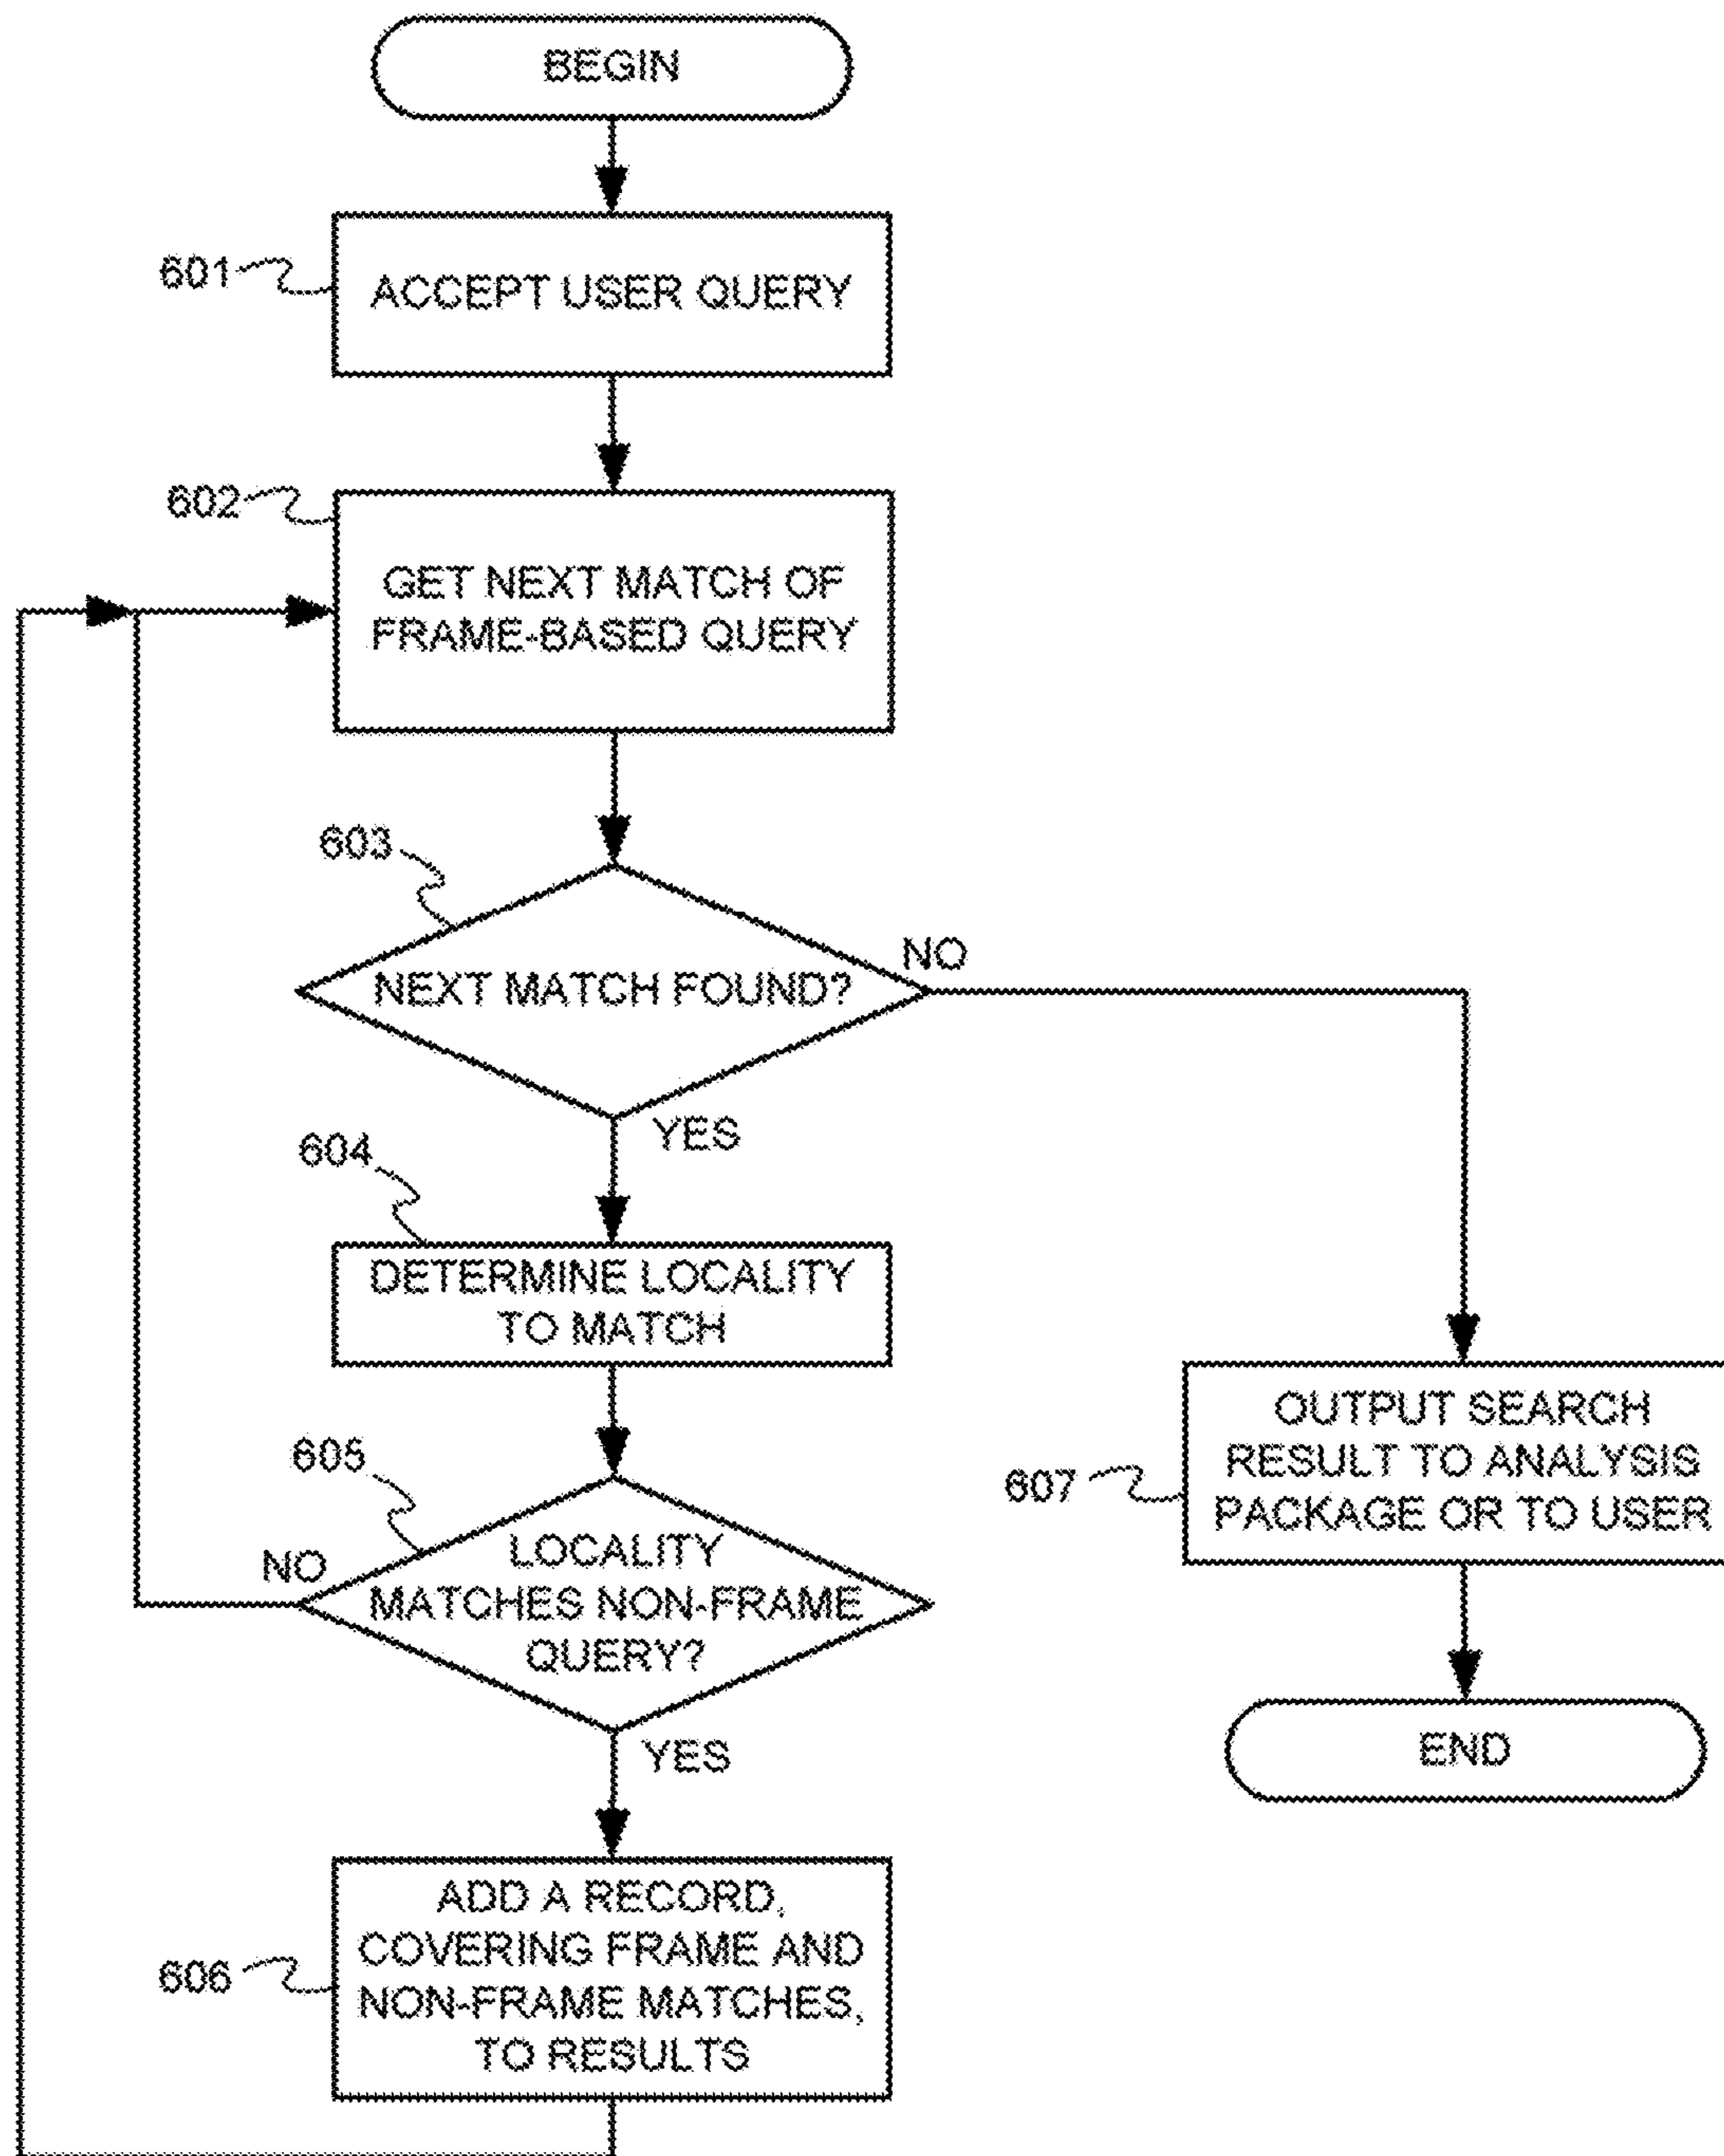 BEGIN
601
ACCEPT USER QUERY
602
GET NEXT MATCH OF
FRAME-BASED QUERY
603
NEXT MATCH FOUND?
NO
YES
604
DETERMINE LOCALITY
TO MATCH
605
LOCALITY
MATCHES NON-FRAME
QUERY?
NO
YES
606
ADD A RECORD,
COVERING FRAME AND
NON-FRAME MATCHES,
TO RESULTS
607
OUTPUT SEARCH
RESULT TO ANALYSIS
PACKAGE OR TO USER
END